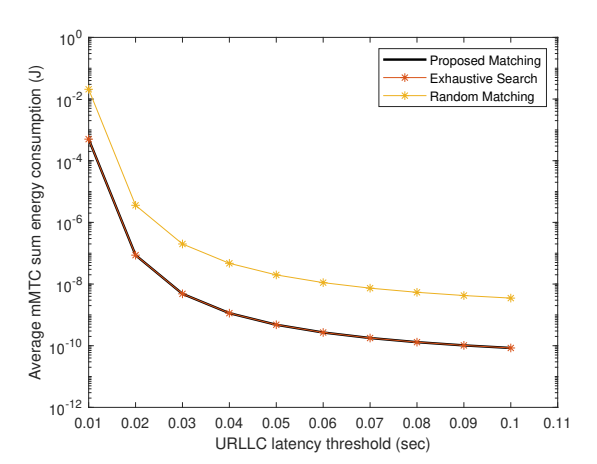 Average mMTC sum energy consumption (J)
10^0
10^-2
10^-4
10^-6
10^-8
10^-10
10^-12
Proposed Matching
Exhaustive Search
Random Matching
0.01 0.02 0.03 0.04 0.05 0.06 0.07 0.08 0.09 0.1 0.11
URLLC latency threshold (sec)